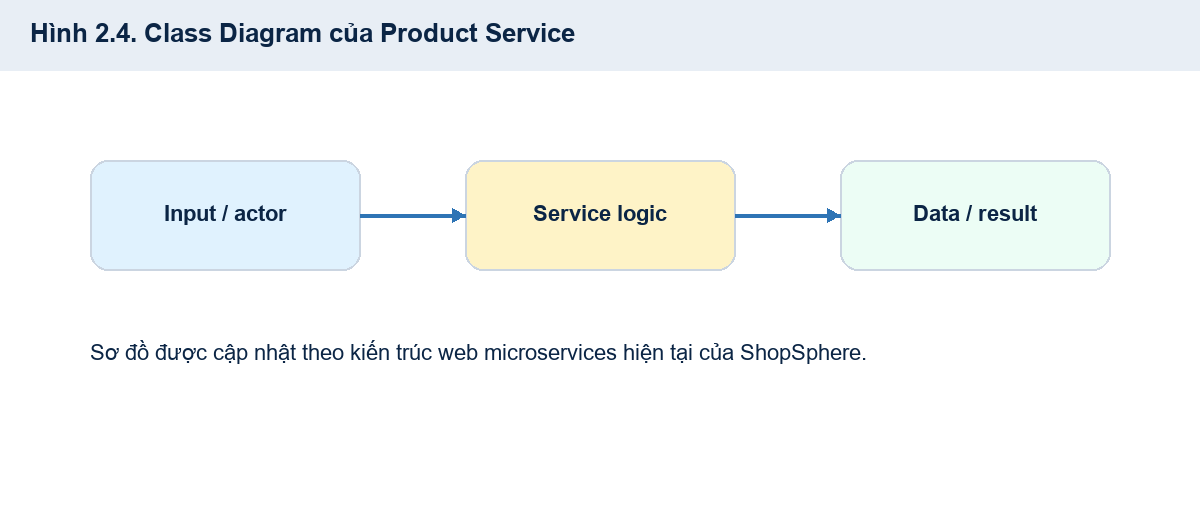 Hình 2.4. Class Diagram của Product Service
Input / actor
Service logic
Data / result
Sơ đồ được cập nhật theo kiến trúc web microservices hiện tại của ShopSphere.